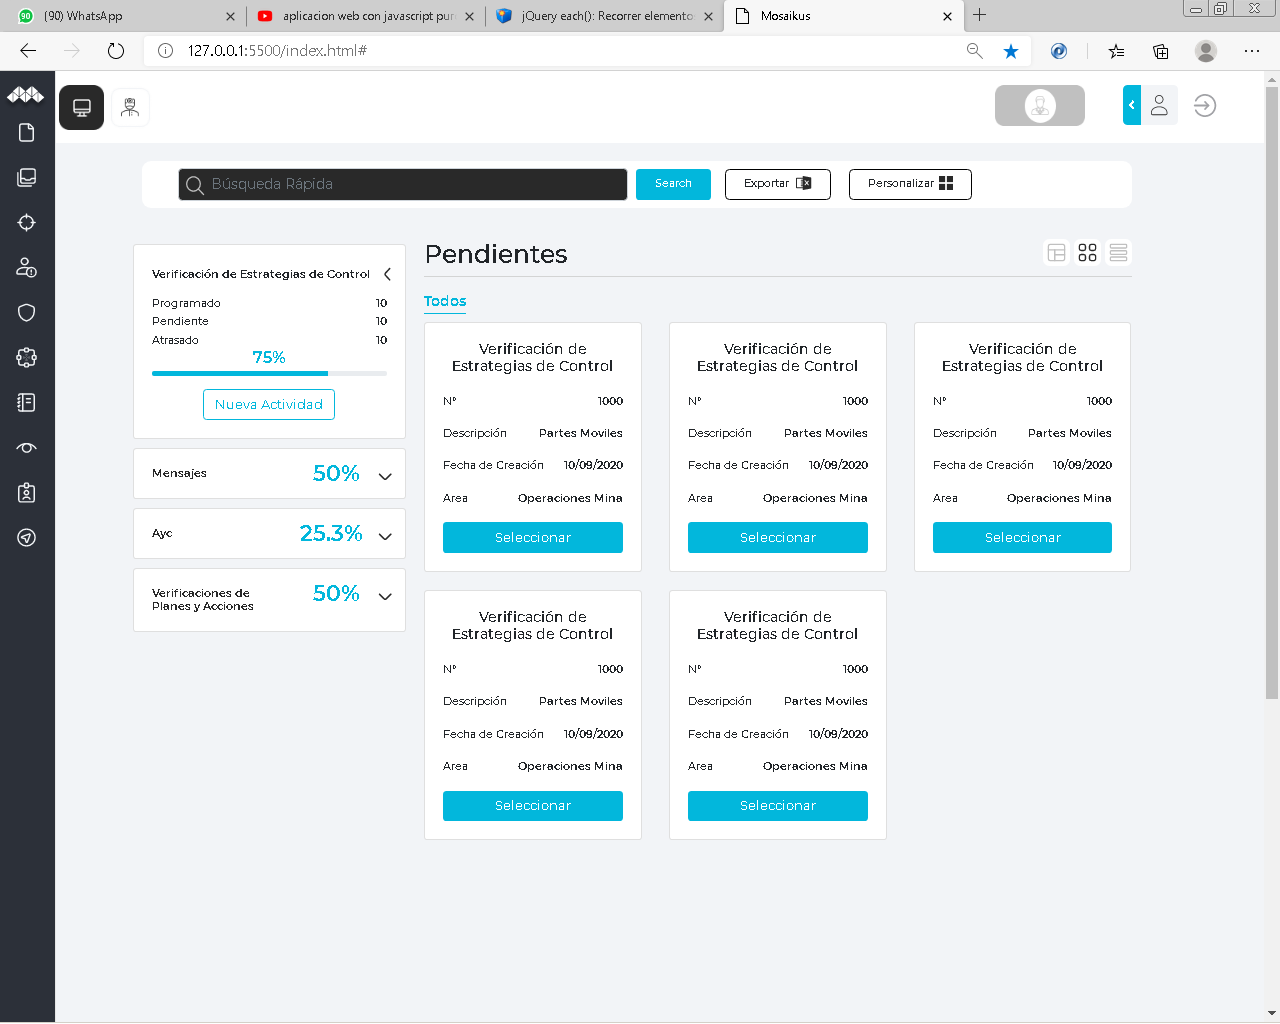 90 (90) WhatsApp
aplicacion web con javascript pur
jQuery each(): Recorrer elemento
Mosaikus
127.0.0.1:5500/index.html#
Búsqueda Rápida
Search
Exportar
Personalizar
Verificación de Estrategias de Control
Programado 10
Pendiente 10
Atrasado 10
75%
Nueva Actividad
Mensajes 50%
Ayc 25.3%
Verificaciones de
Planes y Acciones
50%
Pendientes
Todos
Verificación de
Estrategias de Control
N° 1000
Descripción Partes Moviles
Fecha de Creación 10/09/2020
Area Operaciones Mina
Seleccionar
Verificación de
Estrategias de Control
N° 1000
Descripción Partes Moviles
Fecha de Creación 10/09/2020
Area Operaciones Mina
Seleccionar
Verificación de
Estrategias de Control
N° 1000
Descripción Partes Moviles
Fecha de Creación 10/09/2020
Area Operaciones Mina
Seleccionar
Verificación de
Estrategias de Control
N° 1000
Descripción Partes Moviles
Fecha de Creación 10/09/2020
Area Operaciones Mina
Seleccionar
Verificación de
Estrategias de Control
N° 1000
Descripción Partes Moviles
Fecha de Creación 10/09/2020
Area Operaciones Mina
Seleccionar